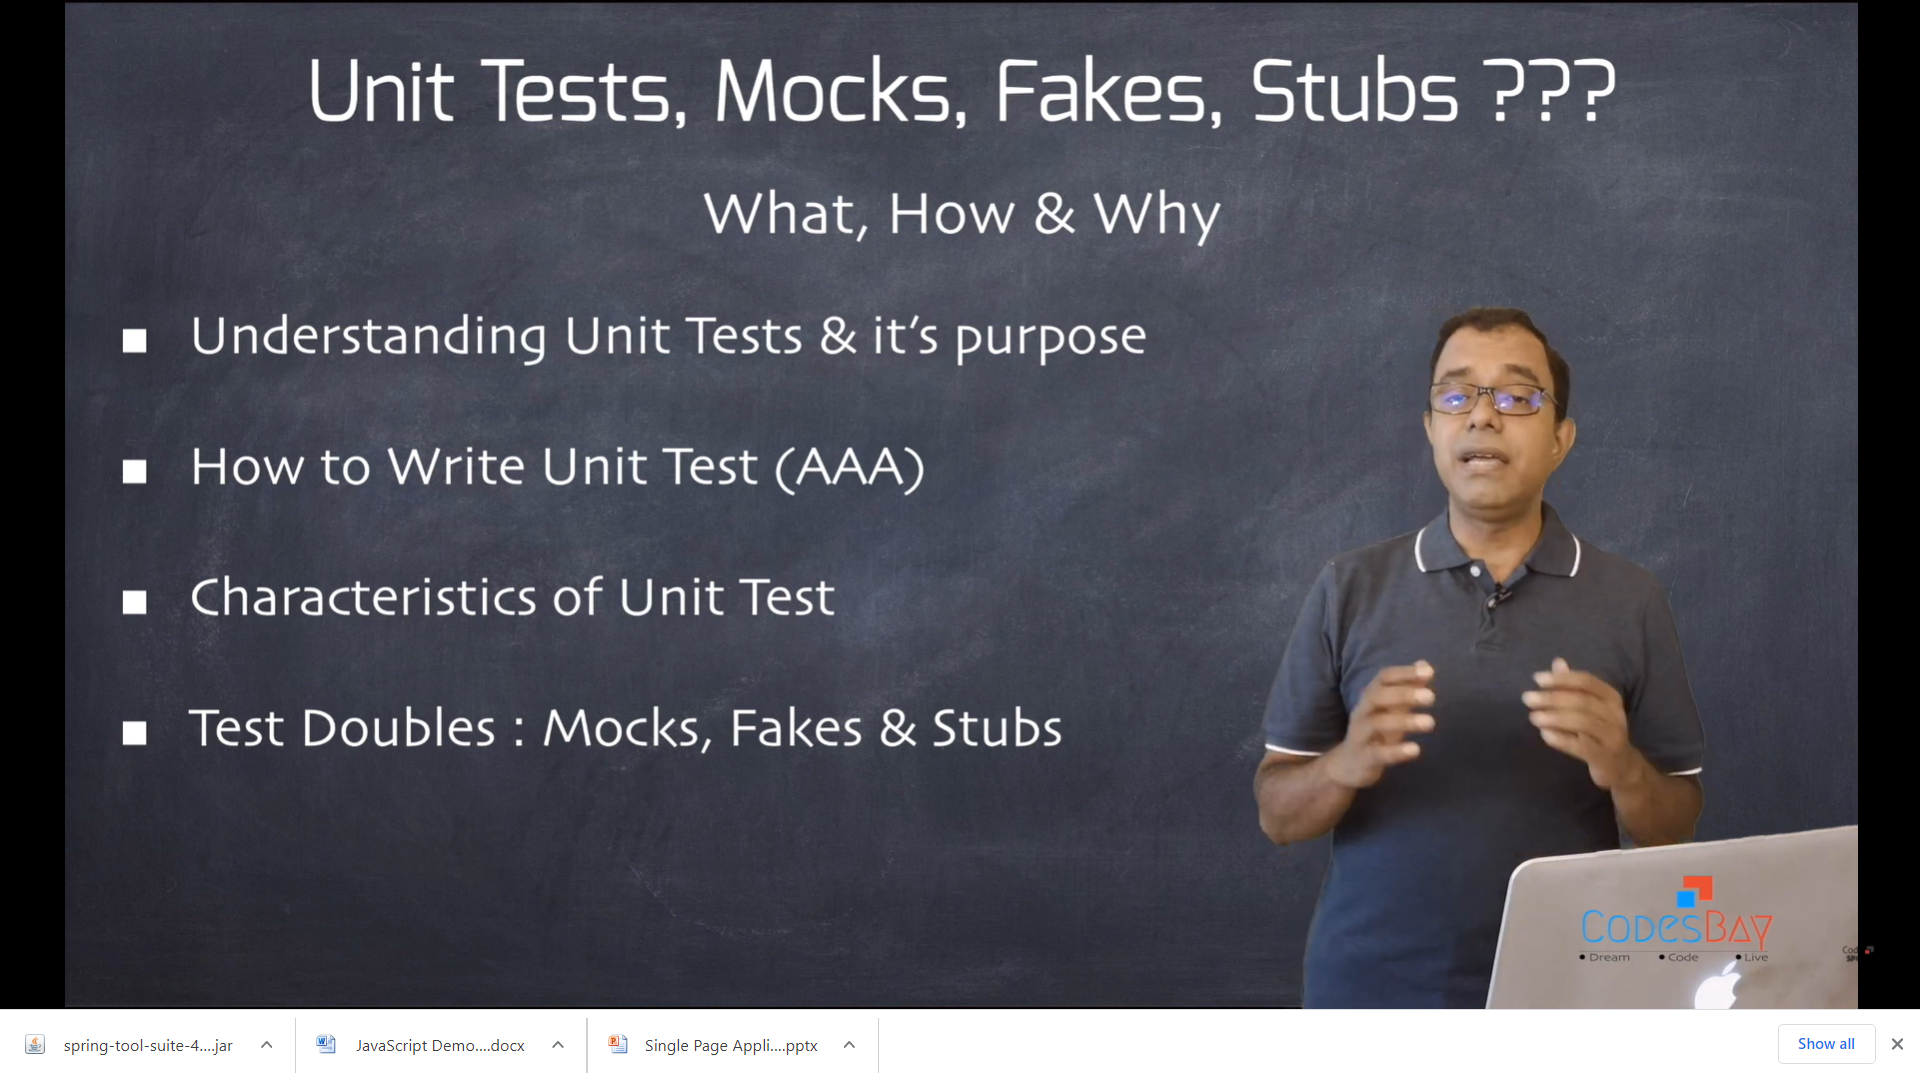 Unit Tests, Mocks, Fakes, Stubs ???
What, How & Why
Understanding Unit Tests & it's purpose
How to Write Unit Test (AAA)
Characteristics of Unit Test
Test Doubles : Mocks, Fakes & Stubs
CodesBay
• Dream • Code • Live
spring-tool-suite-4....jar
JavaScript Demo....docx
Single Page Appli....pptx
Show all